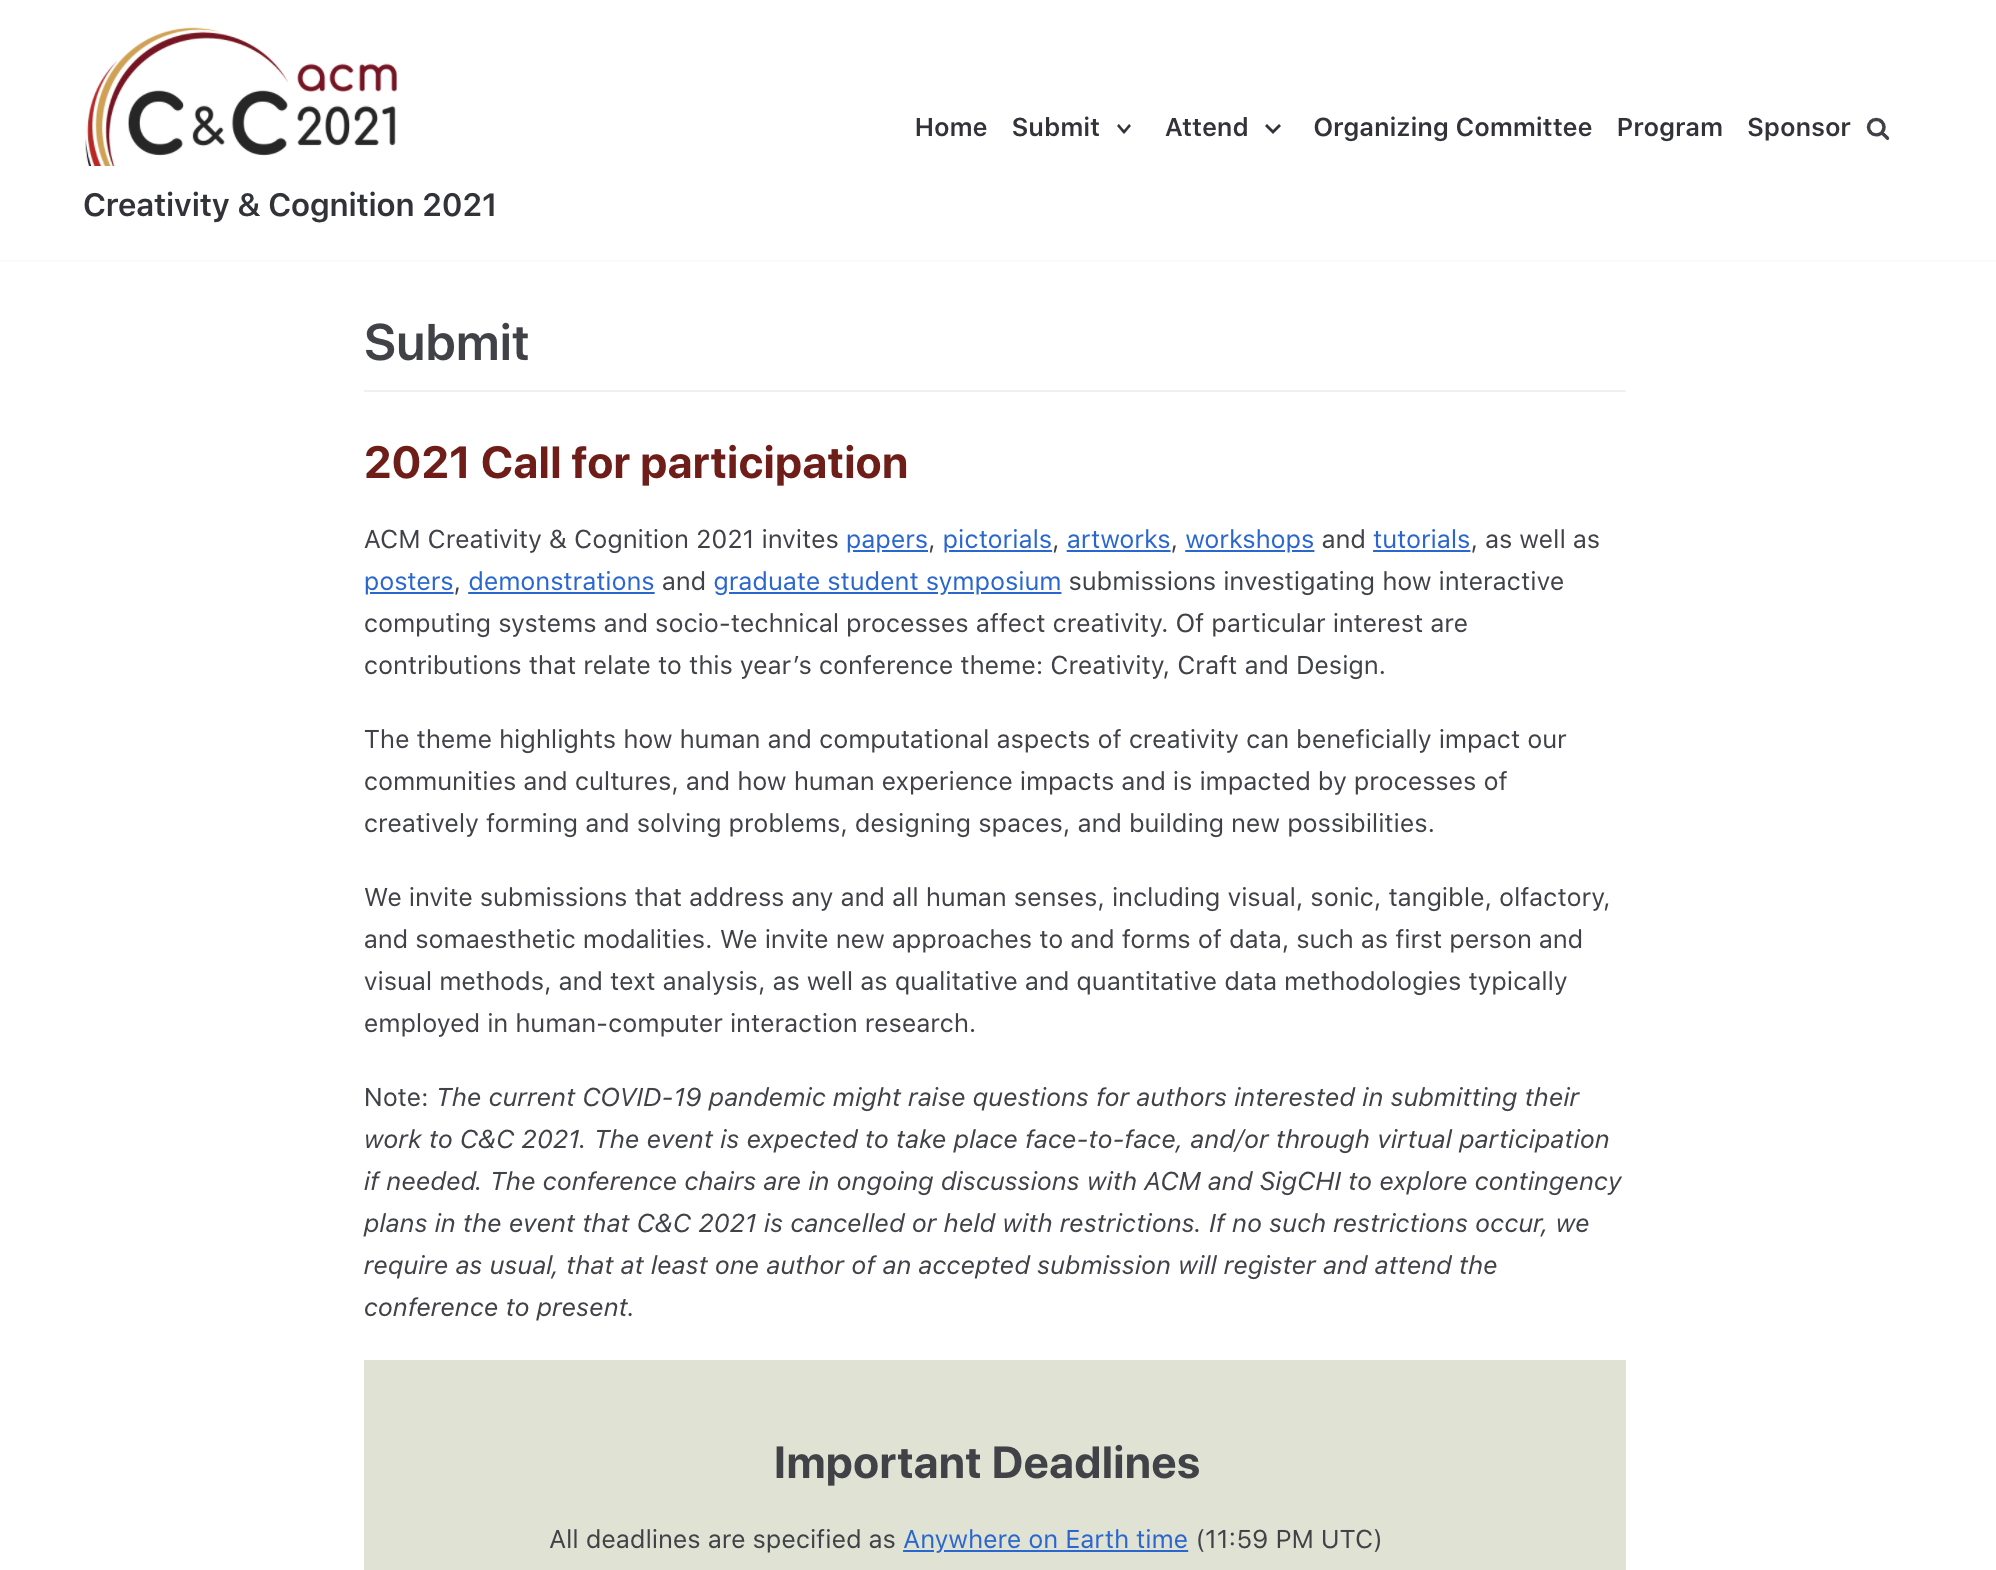 acm
C&C 2021
Creativity & Cognition 2021
Home Submit Attend Organizing Committee Program Sponsor
Submit
2021 Call for participation
ACM Creativity & Cognition 2021 invites papers, pictorials, artworks, workshops and tutorials, as well as
posters, demonstrations and graduate student symposium submissions investigating how interactive
computing systems and socio-technical processes affect creativity. Of particular interest are
contributions that relate to this year’s conference theme: Creativity, Craft and Design.
The theme highlights how human and computational aspects of creativity can beneficially impact our
communities and cultures, and how human experience impacts and is impacted by processes of
creatively forming and solving problems, designing spaces, and building new possibilities.
We invite submissions that address any and all human senses, including visual, sonic, tangible, olfactory,
and somaesthetic modalities. We invite new approaches to and forms of data, such as first person and
visual methods, and text analysis, as well as qualitative and quantitative data methodologies typically
employed in human-computer interaction research.
Note: The current COVID-19 pandemic might raise questions for authors interested in submitting their
work to C&C 2021. The event is expected to take place face-to-face, and/or through virtual participation
if needed. The conference chairs are in ongoing discussions with ACM and SigCHI to explore contingency
plans in the event that C&C 2021 is cancelled or held with restrictions. If no such restrictions occur, we
require as usual, that at least one author of an accepted submission will register and attend the
conference to present.
Important Deadlines
All deadlines are specified as Anywhere on Earth time (11:59 PM UTC)